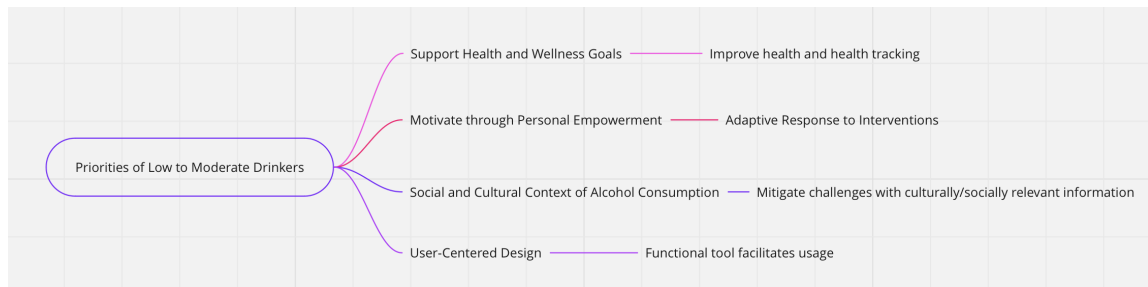 Support Health and Wellness Goals
Improve health and health tracking
Motivate through Personal Empowerment
Adaptive Response to Interventions
Priorities of Low to Moderate Drinkers
Social and Cultural Context of Alcohol Consumption
Mitigate challenges with culturally/socially relevant information
User-Centered Design
Functional tool facilitates usage